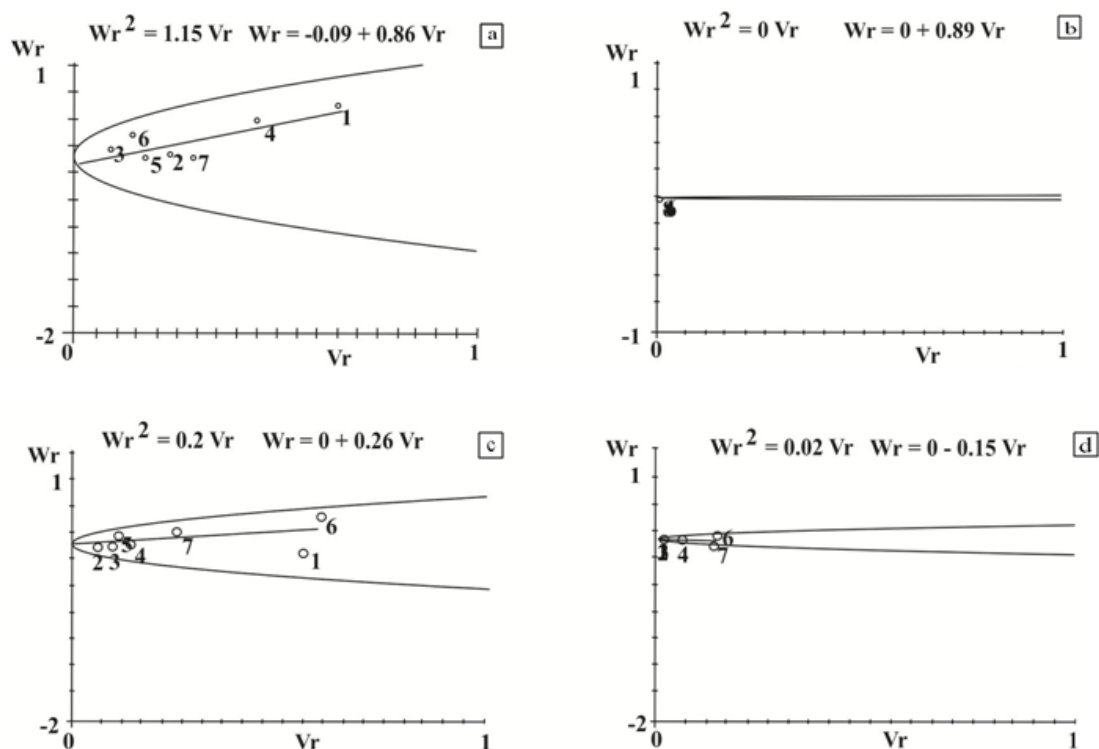 Wr² = 1.15 Vr Wr = -0.09 + 0.86 Vr a
Wr
1
6
3
5
2
7
4
1
-2
0
Vr
1
Wr² = 0 Vr Wr = 0 + 0.89 Vr b
Wr
1
-1
0
Vr
1
Wr² = 0.2 Vr Wr = 0 + 0.26 Vr c
Wr
1
2
3
5
4
7
1
6
-2
0
Vr
1
Wr² = 0.02 Vr Wr = 0 - 0.15 Vr d
Wr
1
4
6
7
-2
0
Vr
1